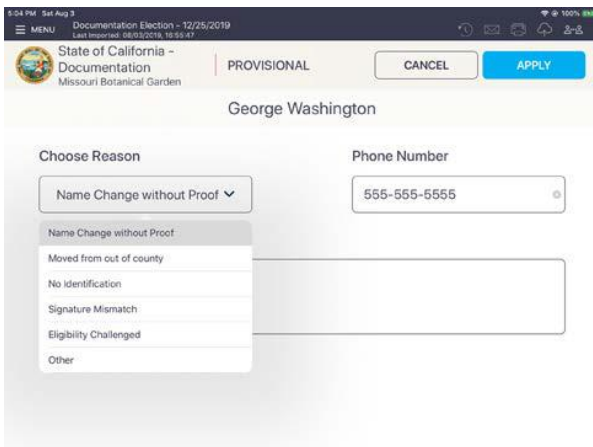 5:04 PM Sat Aug 3
100%
MENU
Documentation Election - 12/25/2019
Last Imported: 08/03/2019, 16:55:47
State of California -
Documentation
Missouri Botanical Garden
PROVISIONAL
CANCEL
APPLY
George Washington
Choose Reason
Phone Number
Name Change without Proof
555-555-5555
Name Change without Proof
Moved from out of county
No Identification
Signature Mismatch
Eligibility Challenged
Other